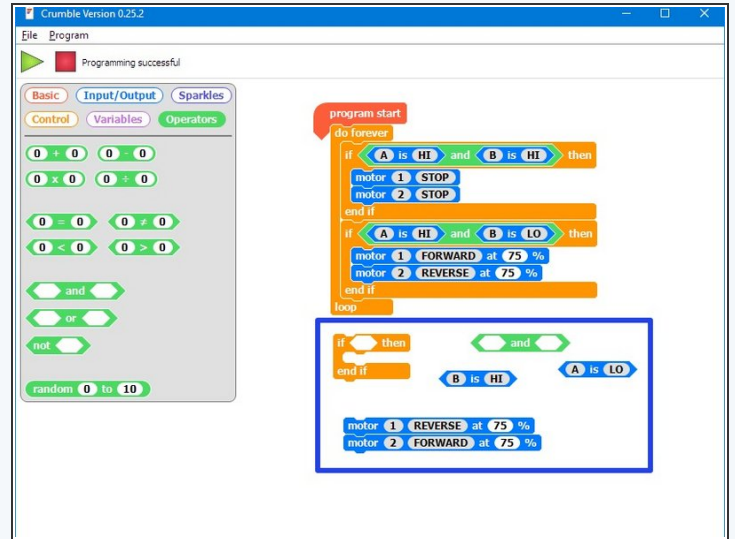 Crumble Version 0.25.2
File Program
Programming successful
Basic Input/Output Sparkles
Control Variables Operators
0 + 0 0 - 0
0 x 0 0 ÷ 0
0 = 0 0 ≠ 0
0 < 0 0 > 0
and
or
not
random 0 to 10
program start
do forever
if A is HI and B is HI then
motor 1 STOP
motor 2 STOP
end if
if A is HI and B is LO then
motor 1 FORWARD at 75 %
motor 2 REVERSE at 75 %
end if
loop
if then
end if
and
B is HI
A is LO
motor 1 REVERSE at 75 %
motor 2 FORWARD at 75 %